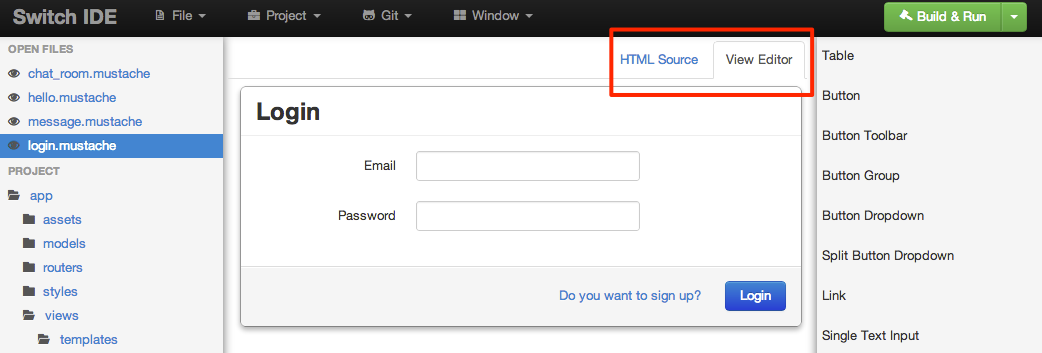 Switch IDE File Project Git Window Build & Run
OPEN FILES
chat_room.mustache
hello.mustache
message.mustache
login.mustache
PROJECT
app
assets
models
routers
styles
views
templates
HTML Source View Editor
Login
Email
Password
Do you want to sign up? Login
Table
Button
Button Toolbar
Button Group
Button Dropdown
Split Button Dropdown
Link
Single Text Input